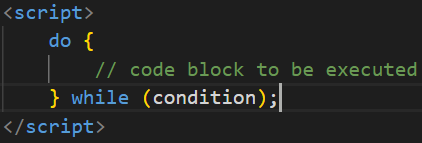 <script>
do {
// code block to be executed
} while (condition);
</script>